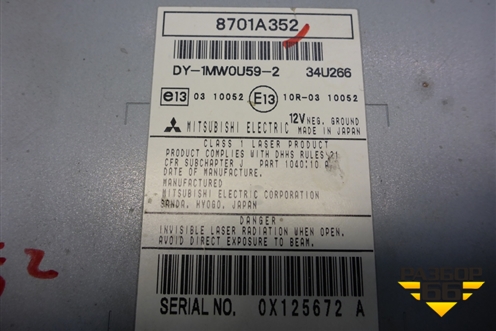 8701A352
DY-1MW0U59-2 34U266
e13 03 10052 E13 10R-03 10052
12V NEG. GROUND
MITSUBISHI ELECTRIC MADE IN JAPAN
CLASS 1 LASER PRODUCT
PRODUCT COMPLIES WITH DHHS RULES 21
CFR SUBCHAPTER J PART 1040:10 A
DATE OF MANUFACTURE.
MANUFACTURED
MITSUBISHI ELECTRIC CORPORATION
SANDA, HYOGO, JAPAN
DANGER
INVISIBLE LASER RADIATION WHEN OPEN.
AVOID DIRECT EXPOSURE TO BEAM.
SERIAL NO. 0X125672 A
52
РАЗБОР
66